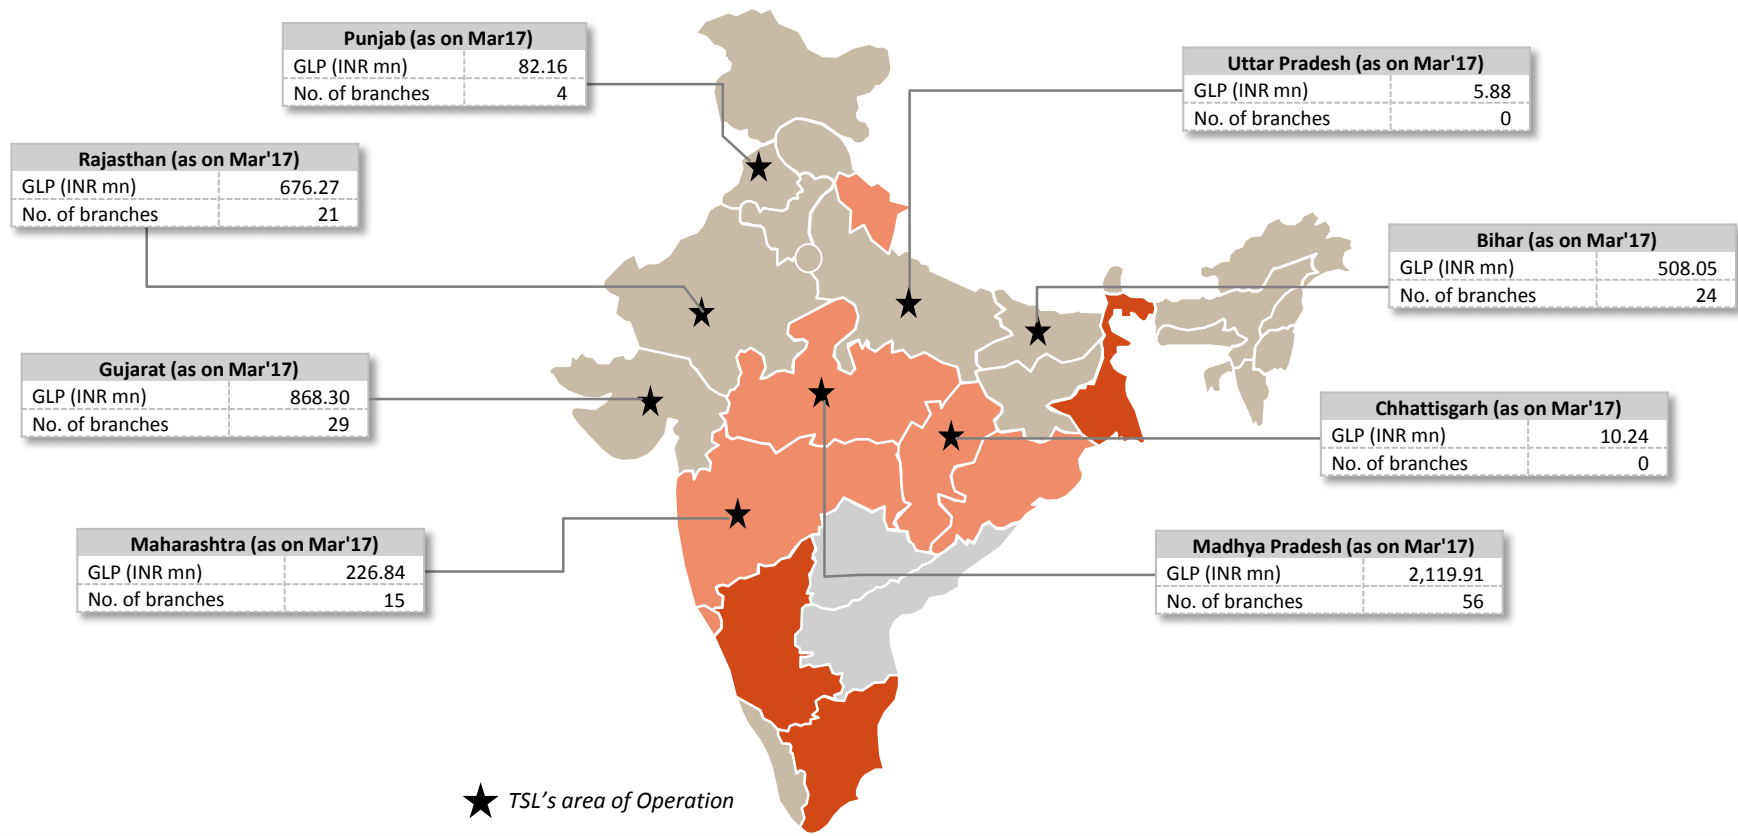 Punjab (as on Mar17)
GLP (INR mn) 82.16
No. of branches 4
Uttar Pradesh (as on Mar'17)
GLP (INR mn) 5.88
No. of branches 0
Rajasthan (as on Mar'17)
GLP (INR mn) 676.27
No. of branches 21
Bihar (as on Mar'17)
GLP (INR mn) 508.05
No. of branches 24
Gujarat (as on Mar'17)
GLP (INR mn) 868.30
No. of branches 29
Chhattisgarh (as on Mar'17)
GLP (INR mn) 10.24
No. of branches 0
Maharashtra (as on Mar'17)
GLP (INR mn) 226.84
No. of branches 15
Madhya Pradesh (as on Mar'17)
GLP (INR mn) 2,119.91
No. of branches 56
TSL's area of Operation